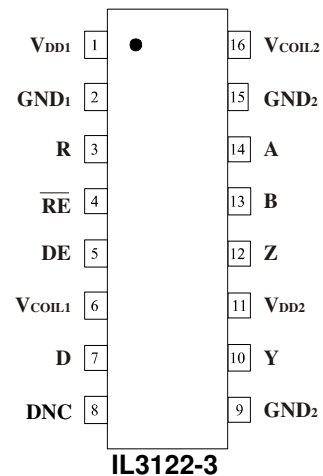 VDD1 1 16 VCOIL2
GND1 2 15 GND2
R 3 14 A
RE 4 13 B
DE 5 12 Z
VCOIL1 6 11 VDD2
D 7 10 Y
DNC 8 9 GND2
IL3122-3